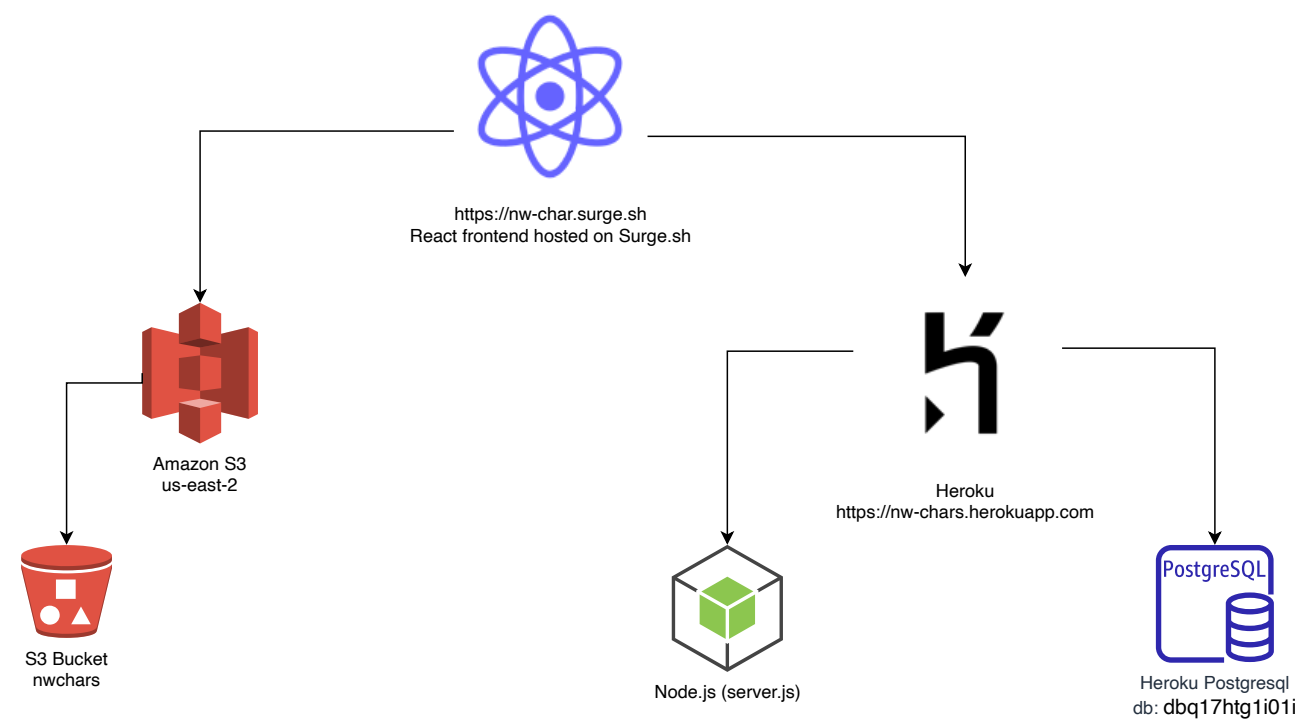 https://nw-char.surge.sh
React frontend hosted on Surge.sh
Amazon S3
us-east-2
Heroku
https://nw-chars.herokuapp.com
PostgreSQL
S3 Bucket
nwchars
Node.js (server.js)
Heroku Postgresql
db: dbq17htg1i01i